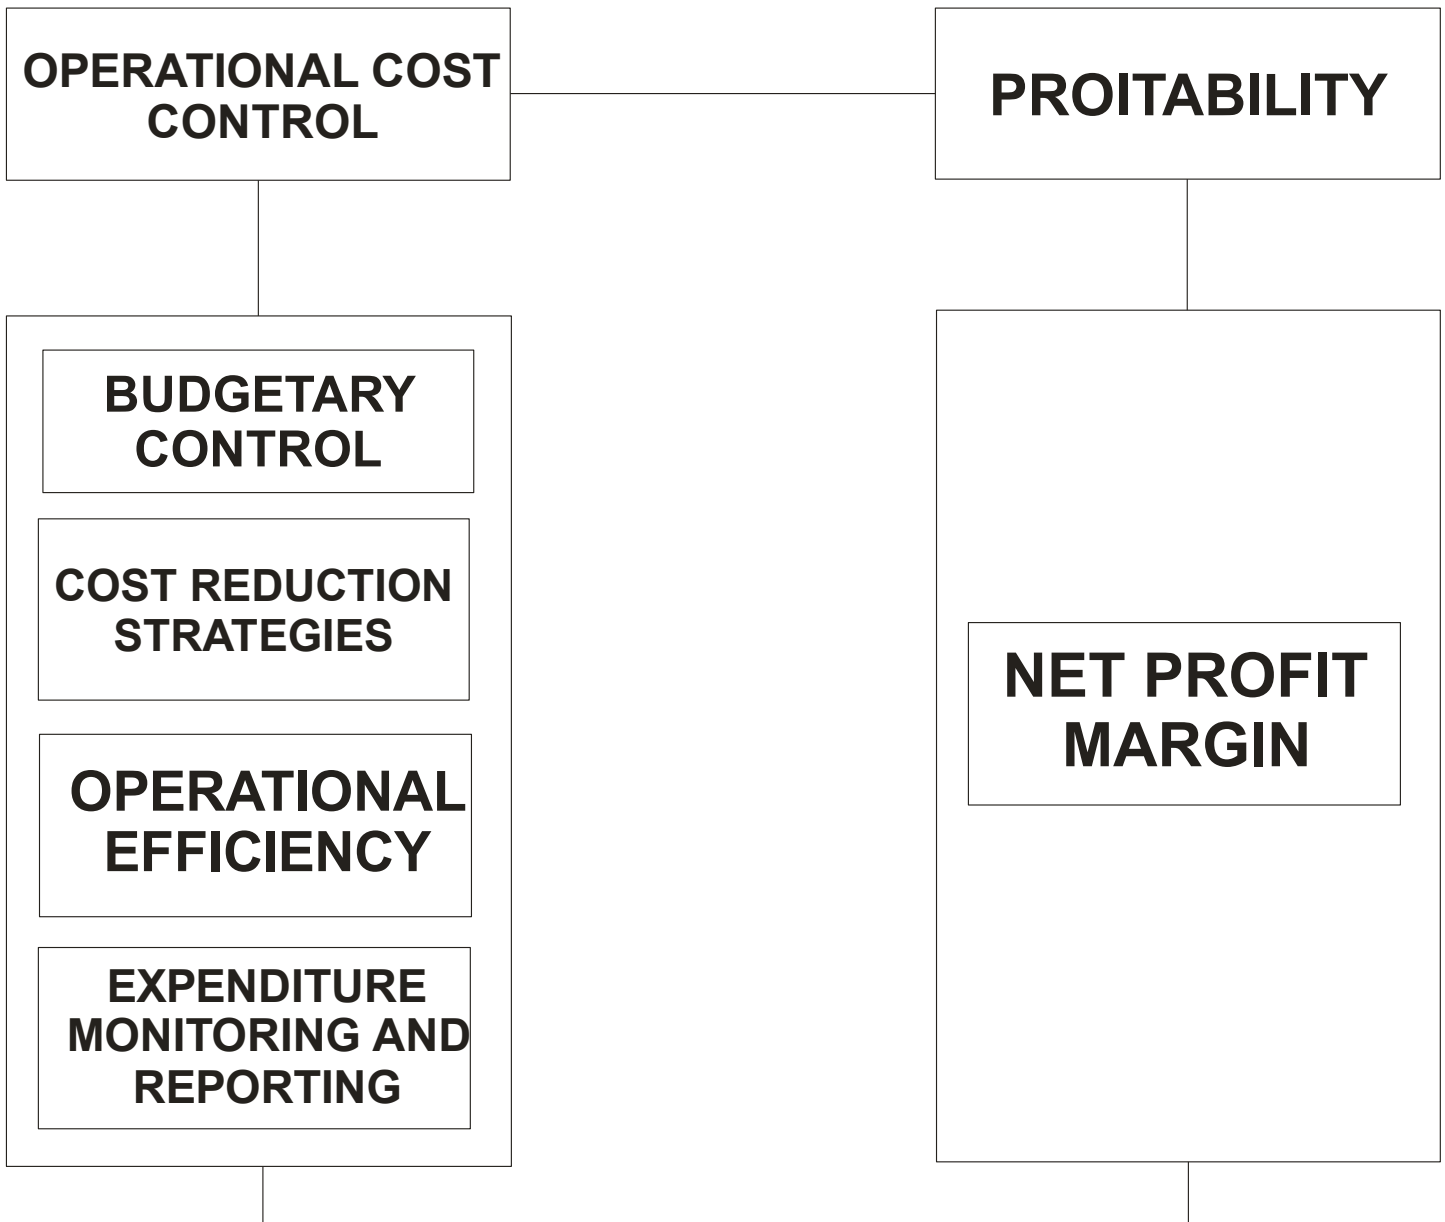 OPERATIONAL COST
CONTROL
PROITABILITY
BUDGETARY
CONTROL
COST REDUCTION
STRATEGIES
OPERATIONAL
EFFICIENCY
EXPENDITURE
MONITORING AND
REPORTING
NET PROFIT
MARGIN